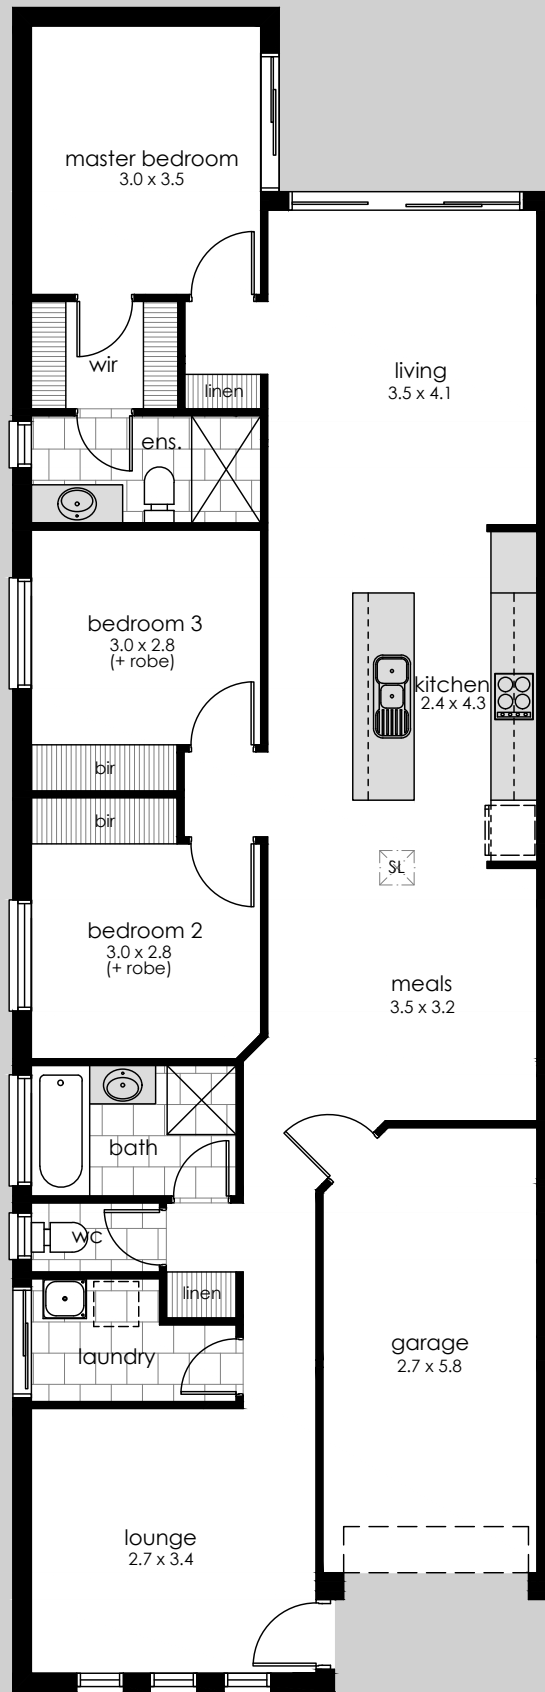 master bedroom
3.0 x 3.5
wir
linen
living
3.5 x 4.1
ens.
bedroom 3
3.0 x 2.8
(+ robe)
kitchen
2.4 x 4.3
bir
bir
SL
bedroom 2
3.0 x 2.8
(+ robe)
meals
3.5 x 3.2
bath
wc
linen
laundry
garage
2.7 x 5.8
lounge
2.7 x 3.4